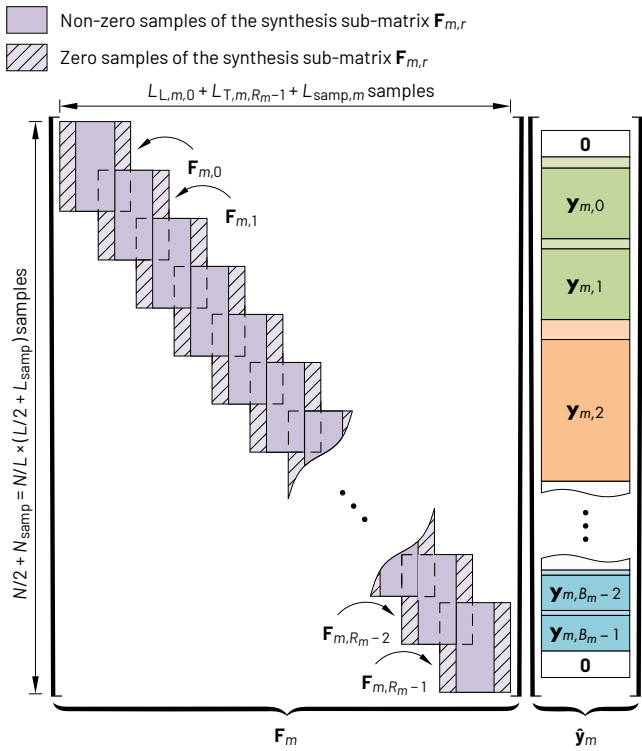 Non-zero samples of the synthesis sub-matrix F_{m,r}
Zero samples of the synthesis sub-matrix F_{m,r}
L_{L,m,0} + L_{T,m,R_m−1} + L_{samp,m} samples
N/2 + N_{samp} = N/L × (L/2 + L_{samp}) samples
F_{m,0}
F_{m,1}
F_{m,R_m−2}
F_{m,R_m−1}
F_m
0
y_{m,0}
y_{m,1}
y_{m,2}
y_{m,B_m−2}
y_{m,B_m−1}
0
ŷ_m